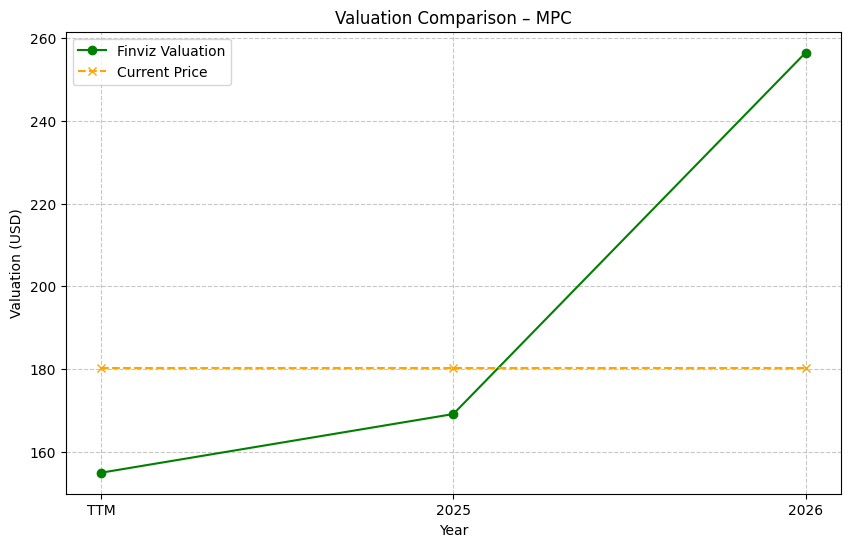 Valuation Comparison – MPC
Finviz Valuation
Current Price
260
240
220
200
180
160
Valuation (USD)
TTM
2025
2026
Year